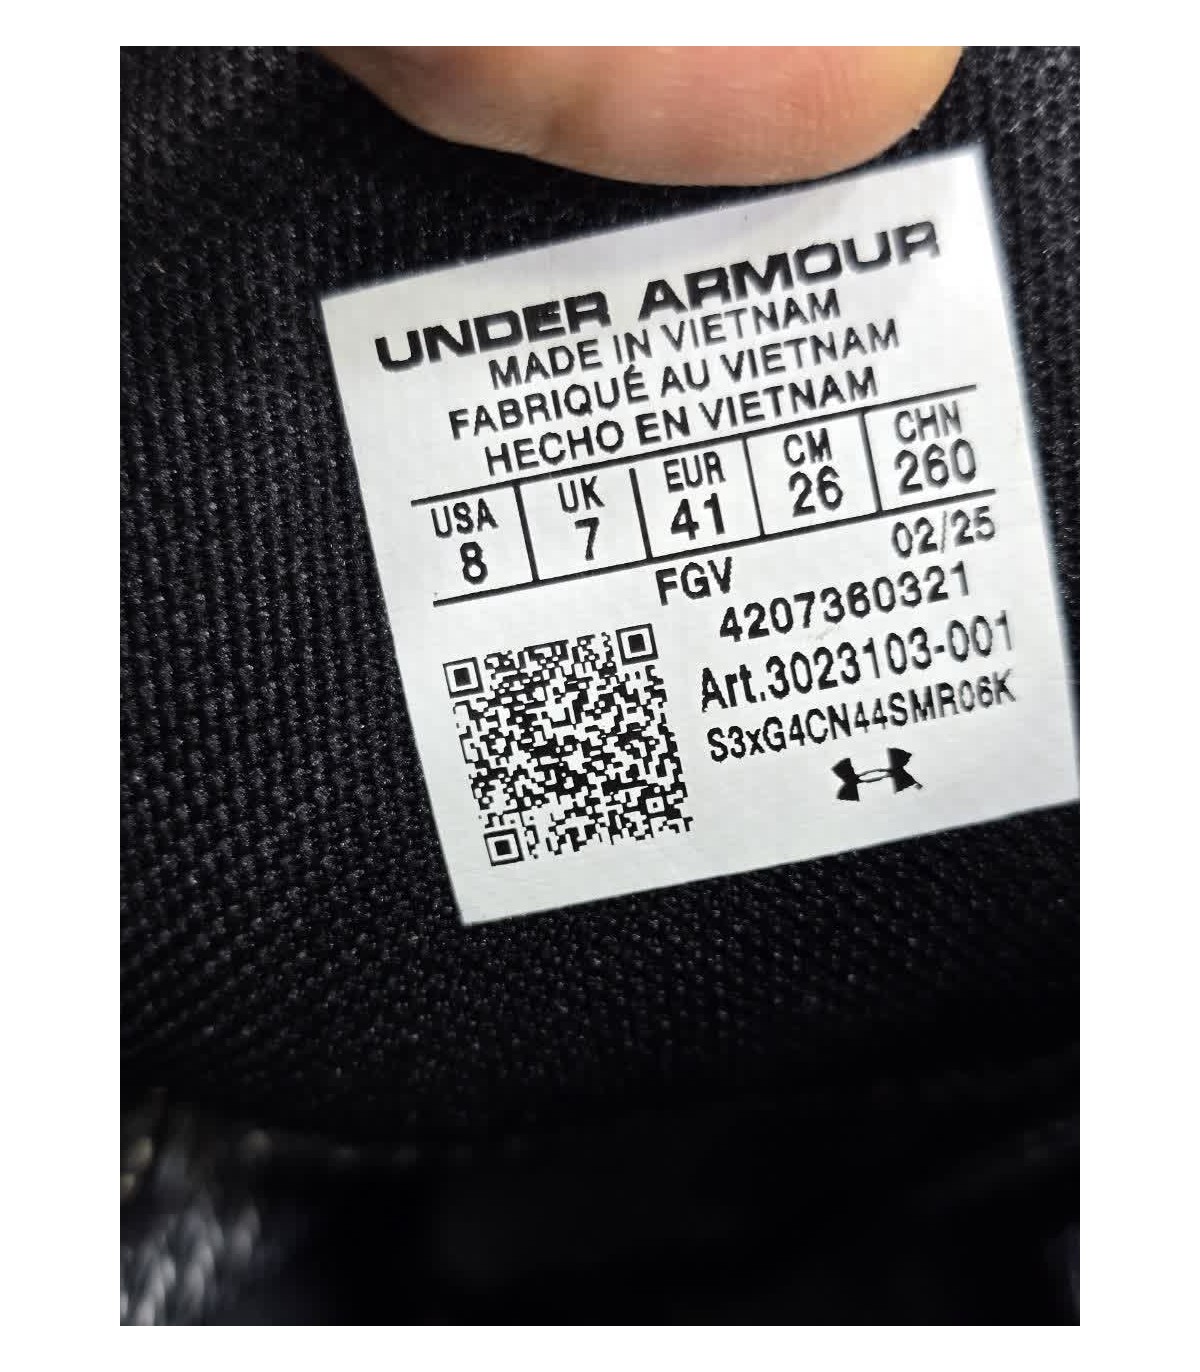 UNDER ARMOUR
MADE IN VIETNAM
FABRIQUÉ AU VIETNAM
HECHO EN VIETNAM
USA UK EUR CM CHN
8 7 41 26 260
FGV 02/25
4207360321
Art.3023103-001
S3xG4CN44SMR06K